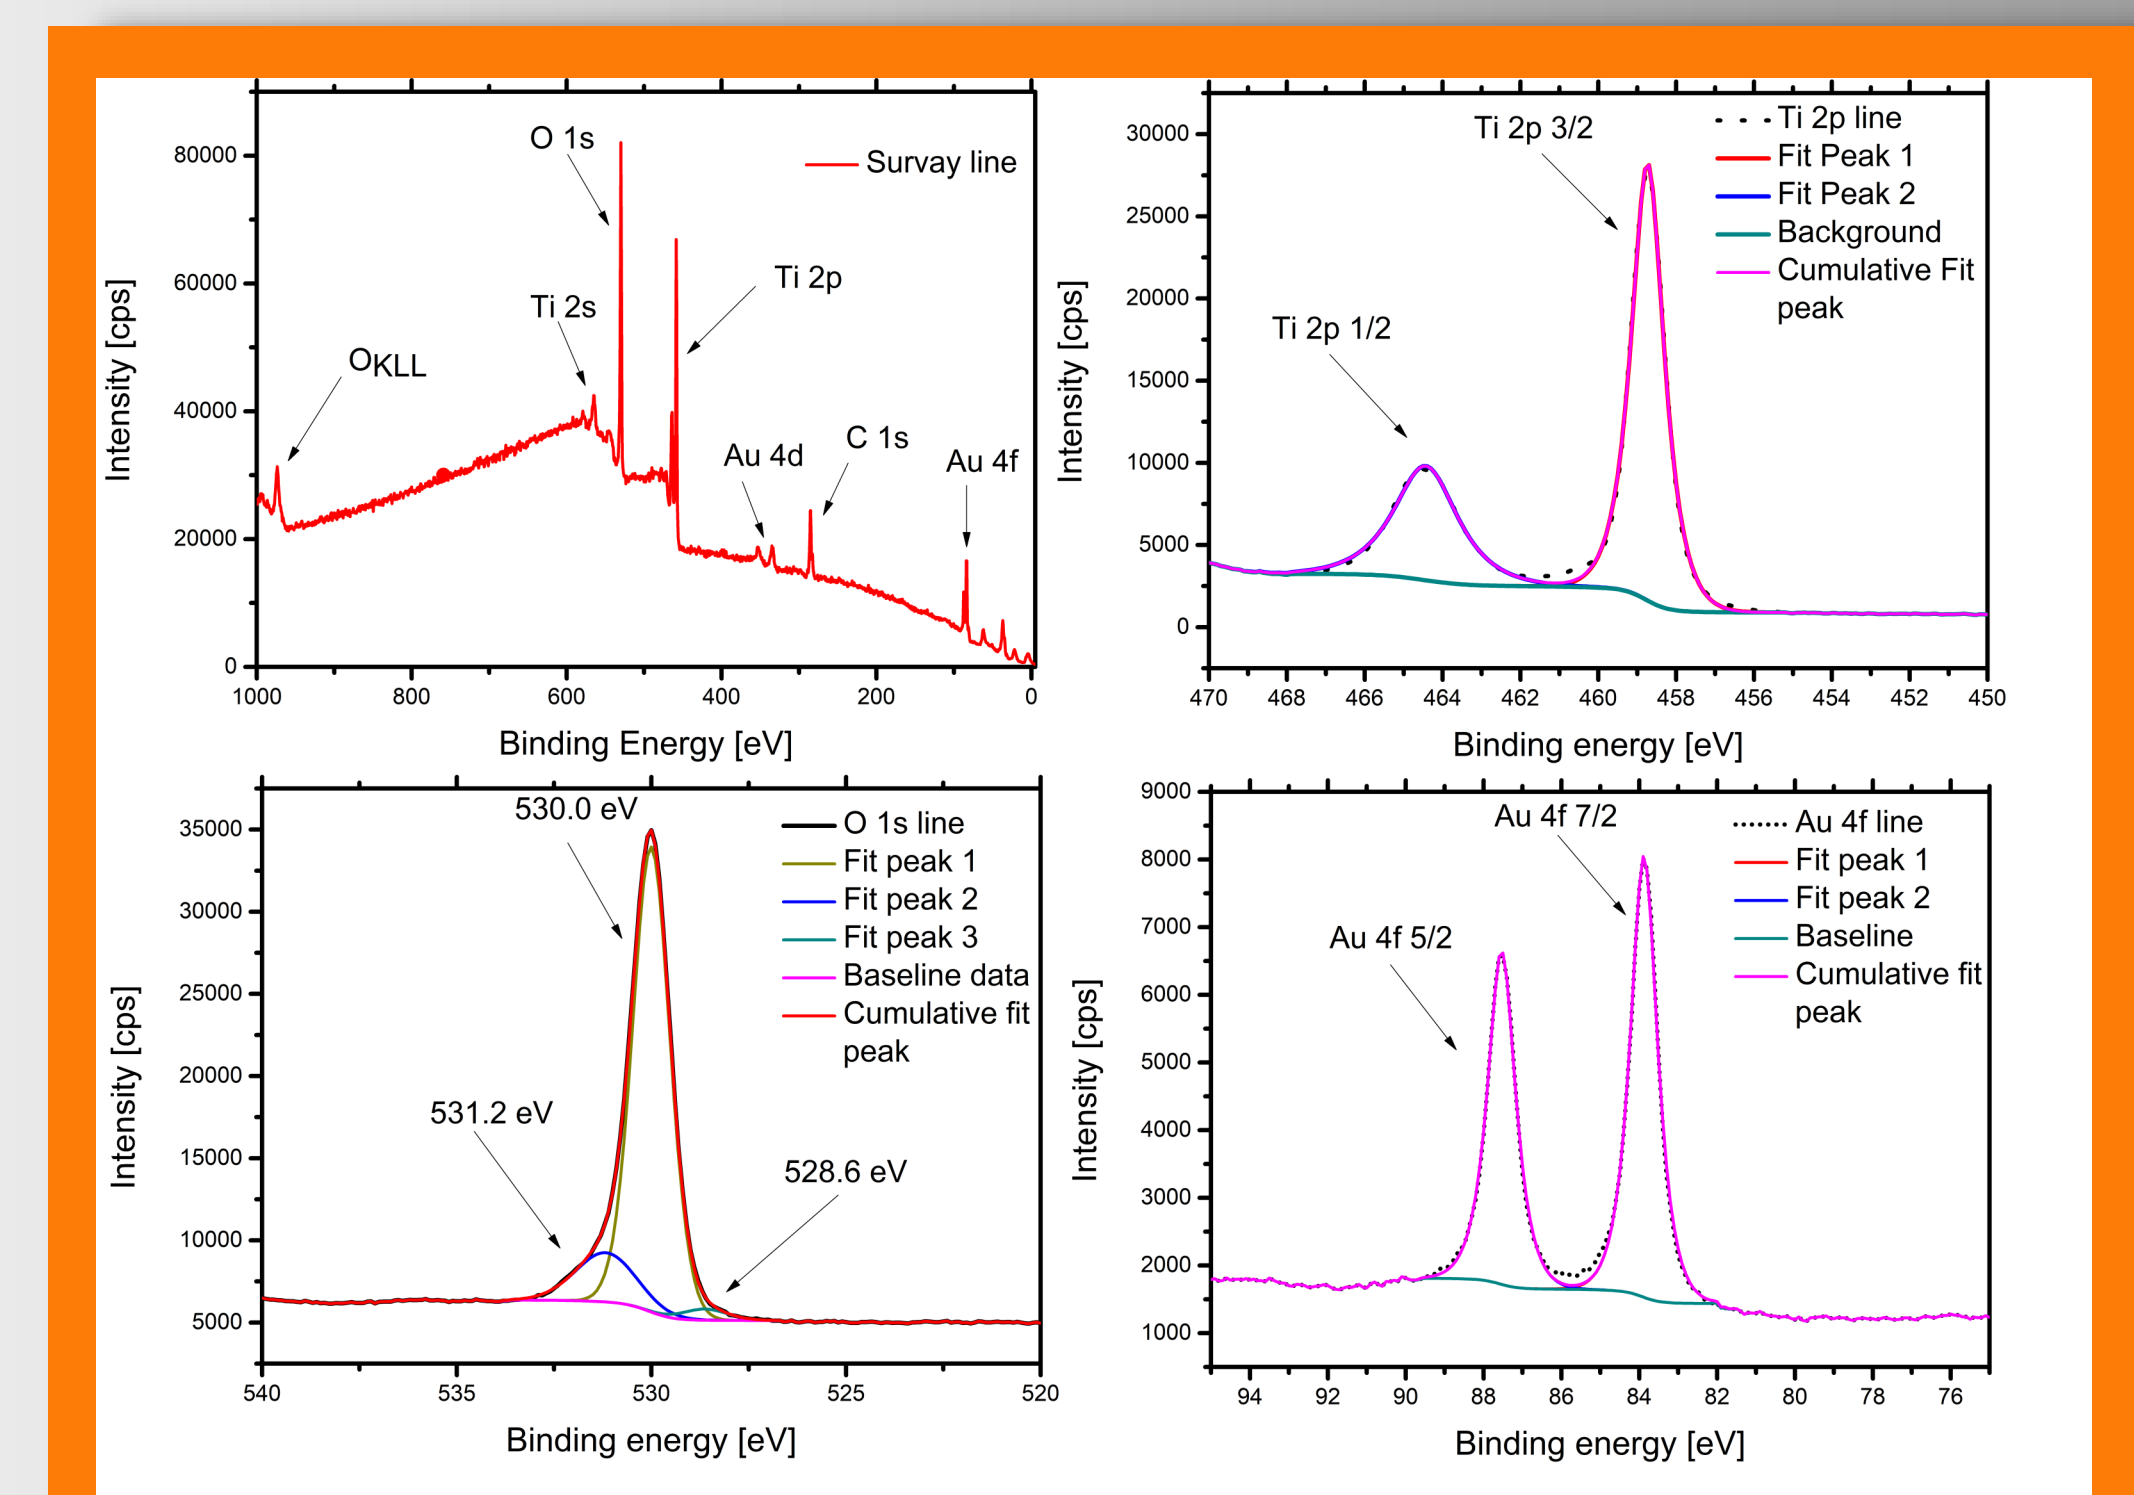 O 1s
Survay line
80000
60000
40000
20000
0
Ti 2s
Ti 2p
OKLL
Au 4d
C 1s
Au 4f
Intensity [cps]
1000 800 600 400 200 0
Binding Energy [eV]
Ti 2p 3/2
Ti 2p line
Fit Peak 1
Fit Peak 2
Background
Cumulative Fit
peak
Ti 2p 1/2
30000
25000
20000
15000
10000
5000
0
Intensity [cps]
470 468 466 464 462 460 458 456 454 452 450
Binding energy [eV]
530.0 eV
O 1s line
Fit peak 1
Fit peak 2
Fit peak 3
Baseline data
Cumulative fit
peak
531.2 eV
528.6 eV
35000
30000
25000
20000
15000
10000
5000
Intensity [cps]
540 535 530 525 520
Binding energy [eV]
Au 4f 7/2
Au 4f line
Fit peak 1
Fit peak 2
Baseline
Cumulative fit
peak
Au 4f 5/2
9000
8000
7000
6000
5000
4000
3000
2000
1000
Intensity [cps]
94 92 90 88 86 84 82 80 78 76
Binding energy [eV]